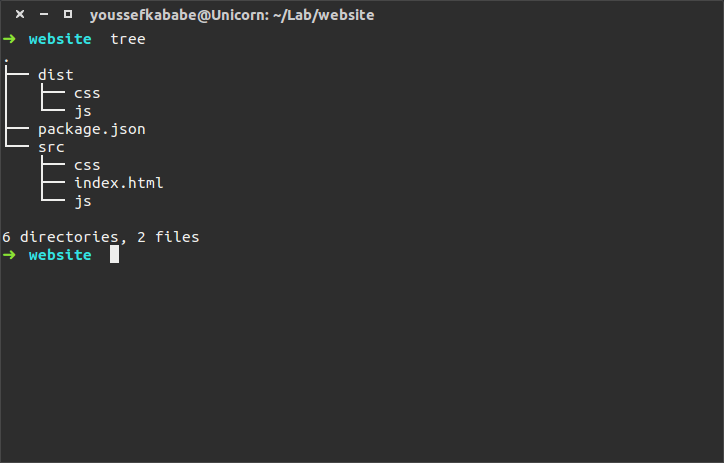 youssefkababe@Unicorn: ~/Lab/website
➜ website tree
.
├── dist
│   ├── css
│   └── js
├── package.json
└── src
    ├── css
    ├── index.html
    └── js
6 directories, 2 files
➜ website